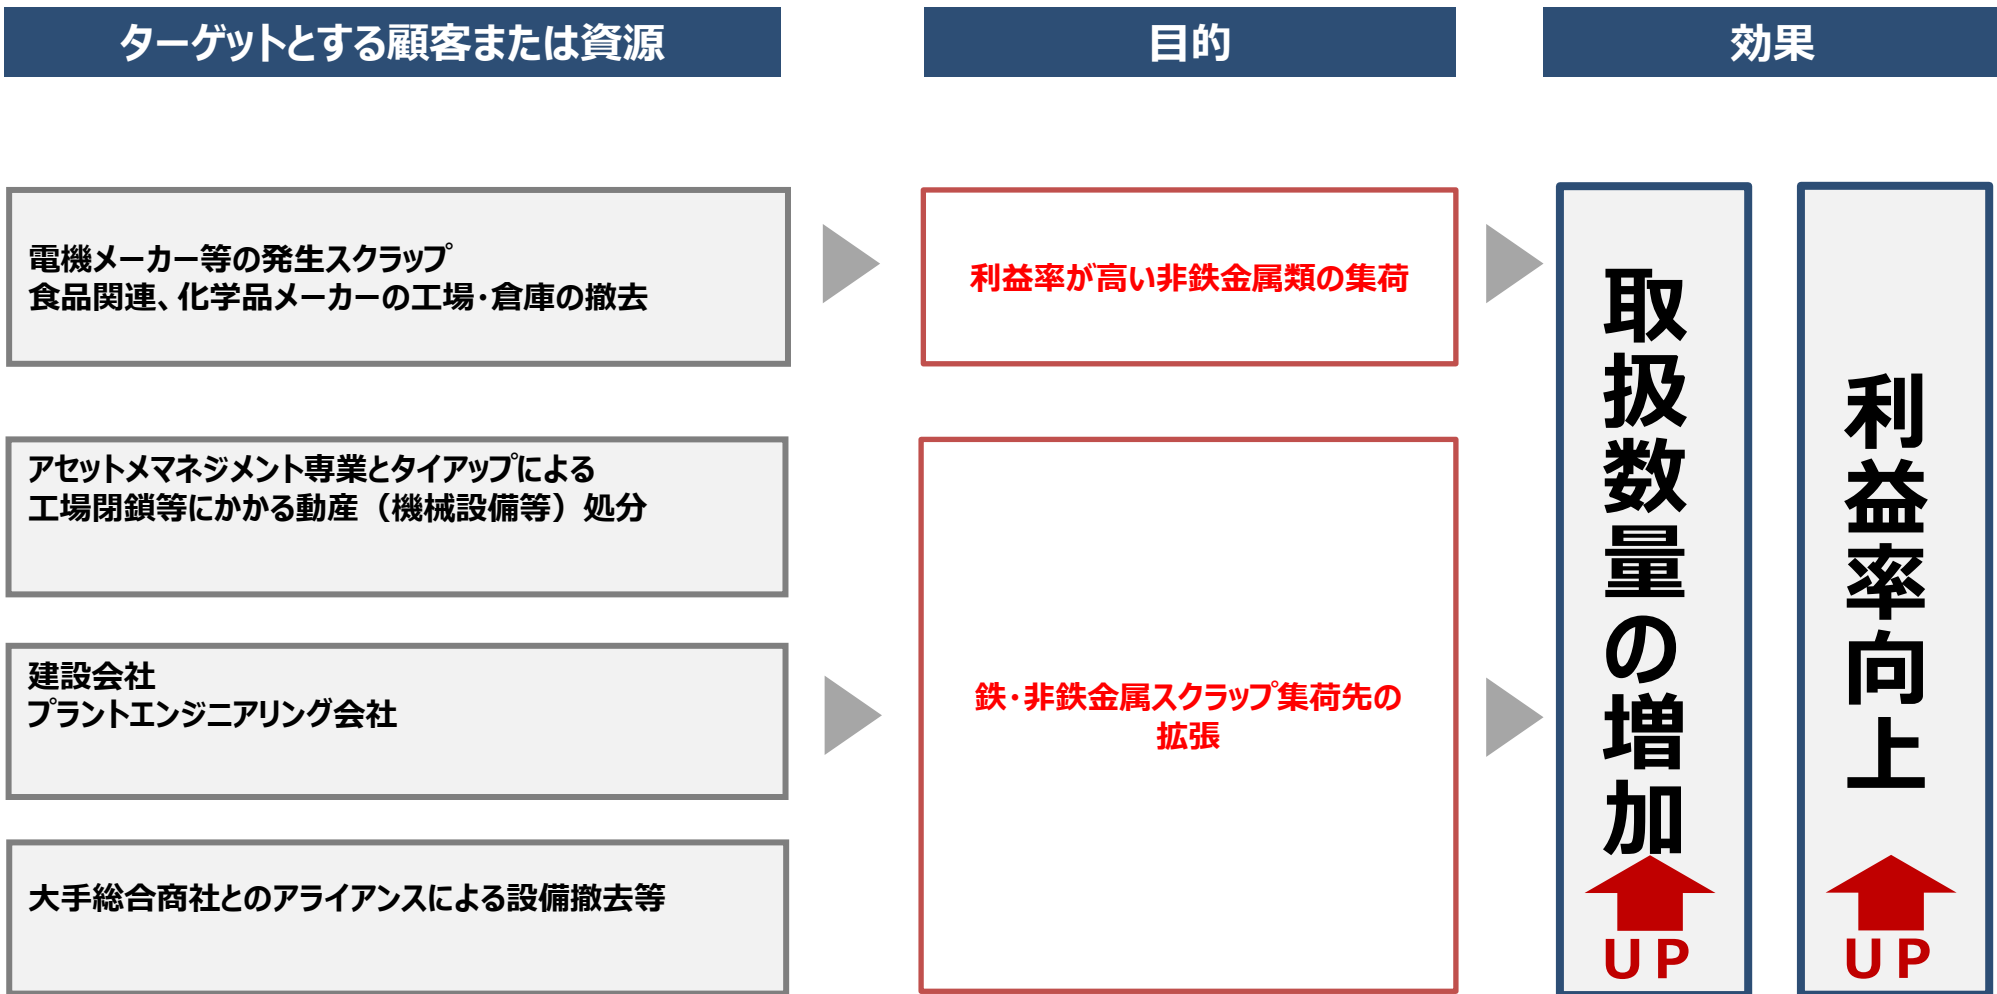 ターゲットとする顧客または資源
目的
効果
電機メーカー等の発生スクラップ
食品関連、化学品メーカーの工場・倉庫の撤去
利益率が高い非鉄金属類の集荷
アセットメマネジメント専業とタイアップによる
工場閉鎖等にかかる動産（機械設備等）処分
建設会社
プラントエンジニアリング会社
大手総合商社とのアライアンスによる設備撤去等
鉄・非鉄金属スクラップ集荷先の
拡張
取扱数量の増加
UP
利益率向上
UP